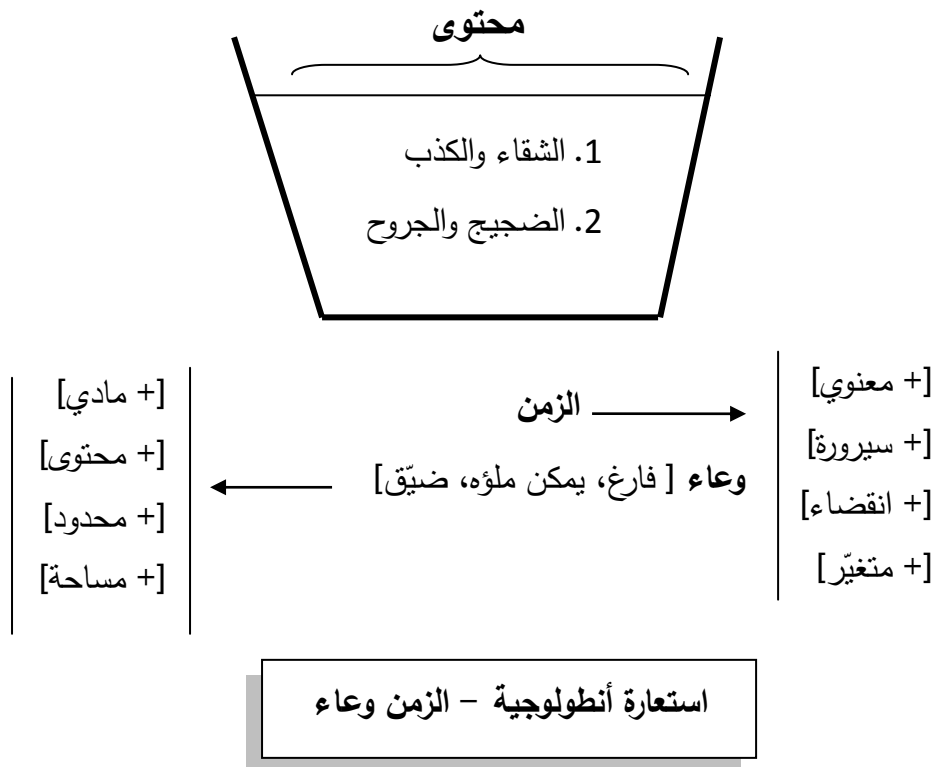 محتوى
1. الشقاء والكذب
2. الضجيج والجروح
[+ معنوي]
[+ سيرورة]
[+ انقضاء]
[+ متغيّر]
الزمن
وعاء [ فارغ، يمكن ملؤه، ضيّق]
[+ مادي]
[+ محتوى]
[+ محدود]
[+ مساحة]
استعارة أنطولوجية – الزمن وعاء